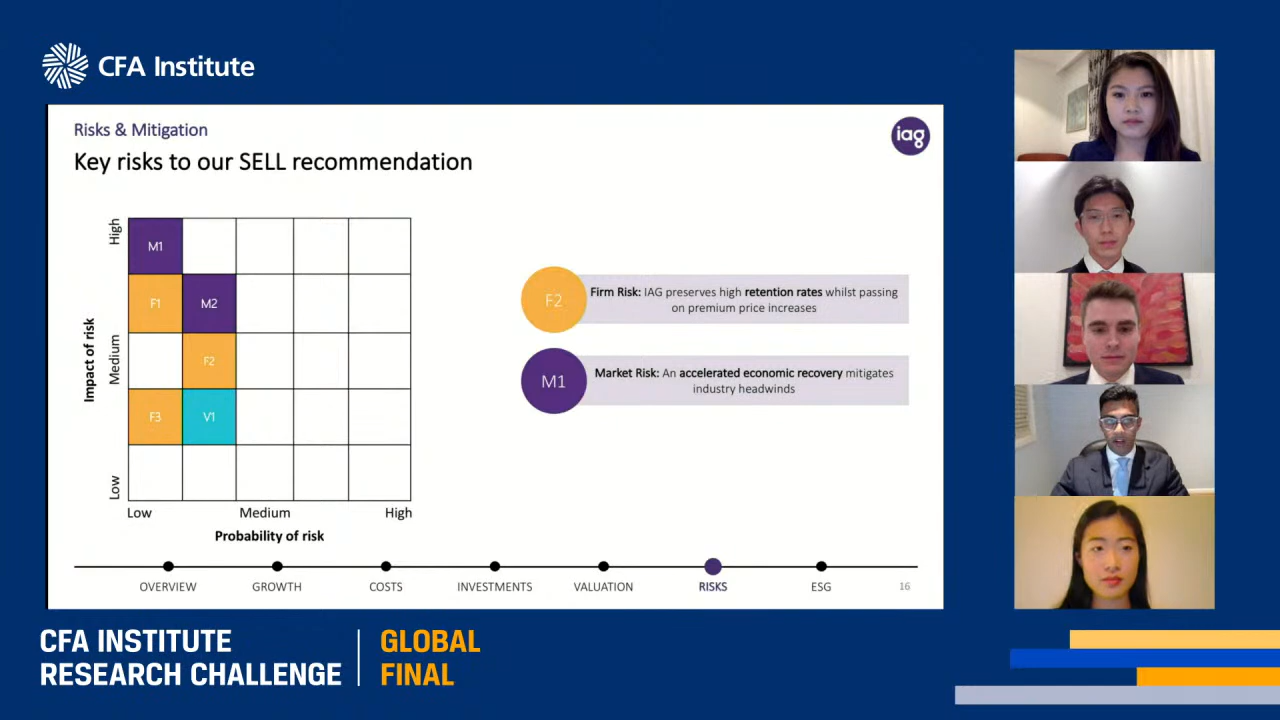 CFA Institute
Risks & Mitigation
iag
Key risks to our SELL recommendation
High
Medium
Low
Impact of risk
M1
F1
M2
F2
F3
V1
Low
Medium
High
Probability of risk
F2
Firm Risk: IAG preserves high retention rates whilst passing
on premium price increases
M1
Market Risk: An accelerated economic recovery mitigates
industry headwinds
OVERVIEW
GROWTH
COSTS
INVESTMENTS
VALUATION
RISKS
ESG
16
CFA INSTITUTE
RESEARCH CHALLENGE
GLOBAL
FINAL